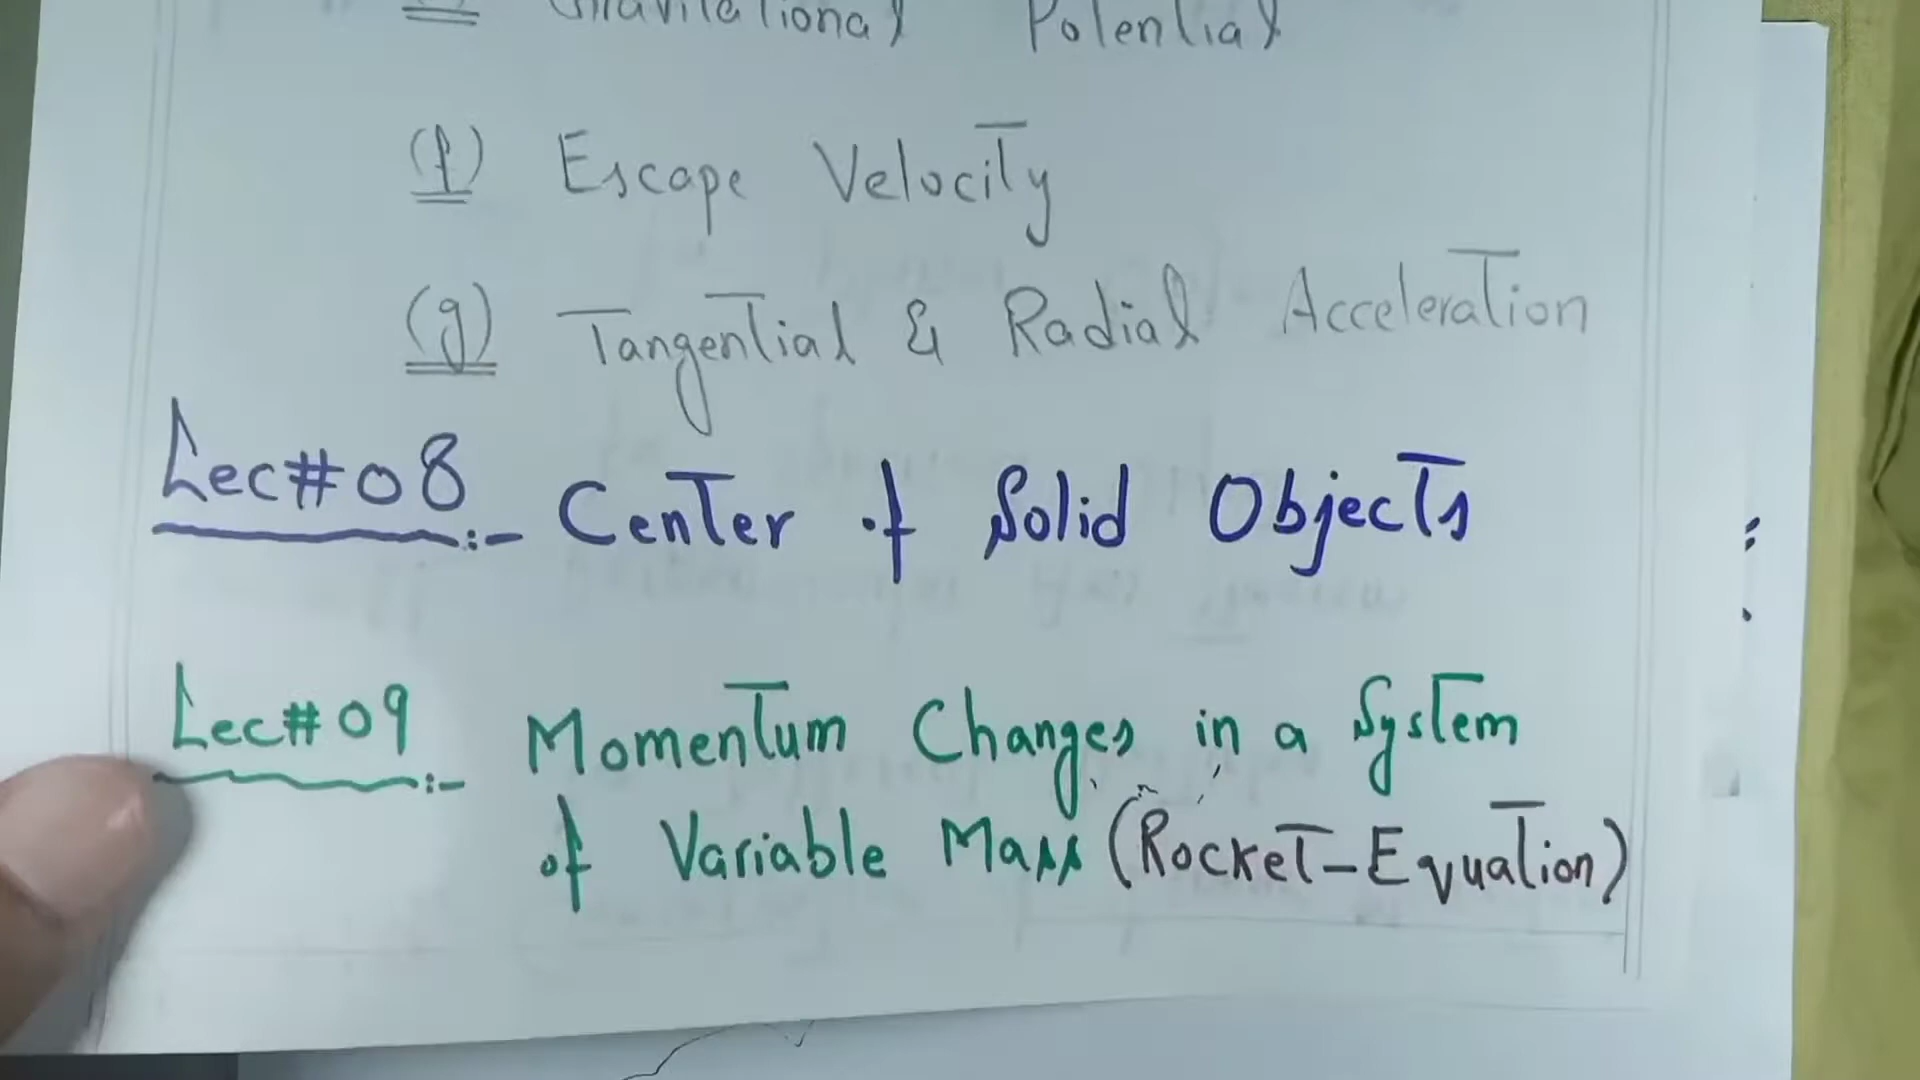 Gravitational Potential
(f) Escape Velocity
(g) Tangential & Radial Acceleration
Lec#08 :- Center of Solid Objects
Lec#09 :- Momentum Changes in a System
of Variable Mass (Rocket-Equation)